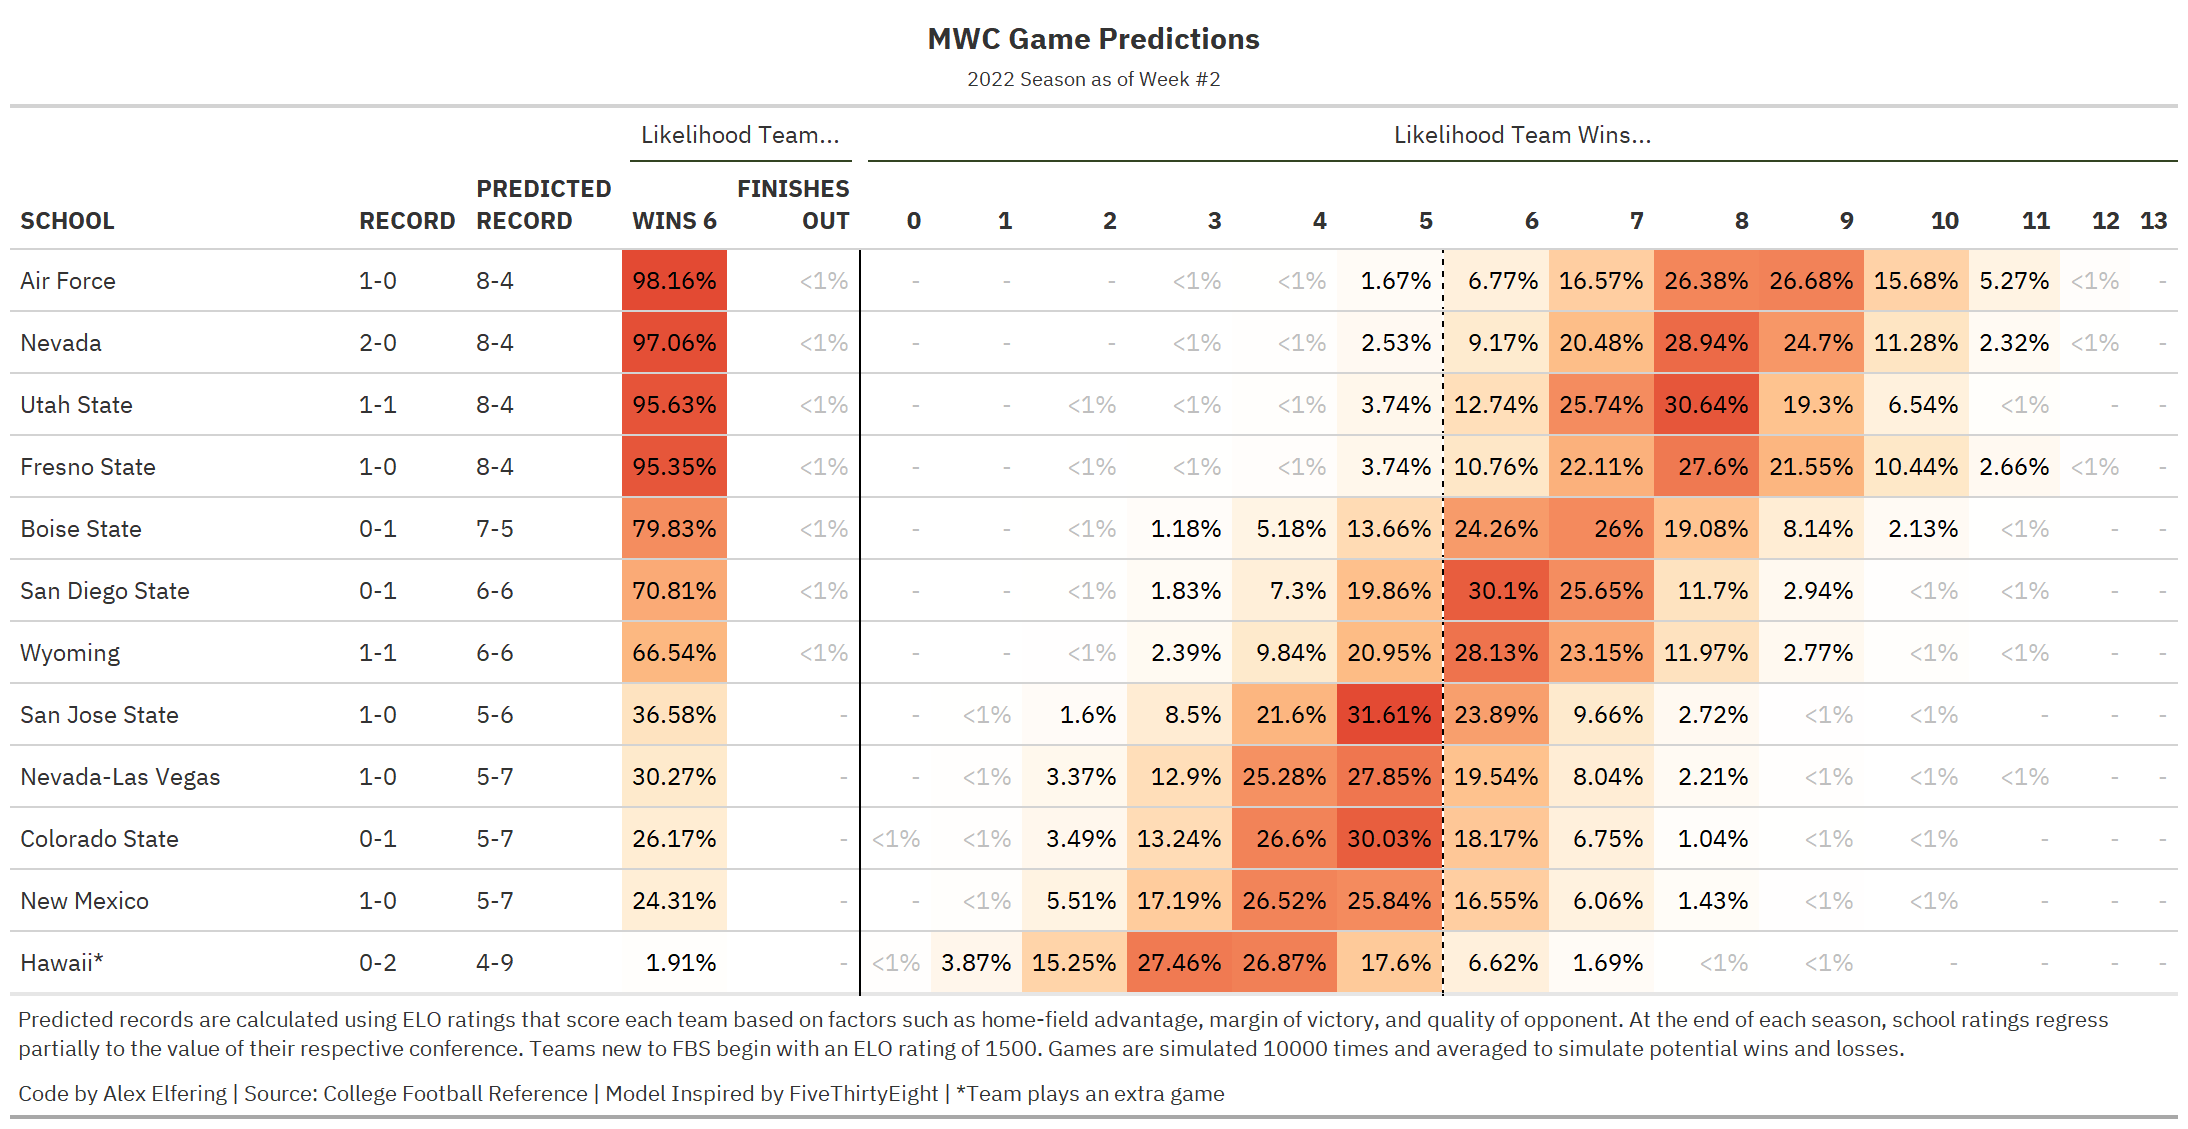 MWC Game Predictions
2022 Season as of Week #2
Likelihood Team... Likelihood Team Wins...
SCHOOL RECORD PREDICTED RECORD WINS 6 FINISHES OUT 0 1 2 3 4 5 6 7 8 9 10 11 12 13
Air Force 1-0 8-4 98.16% <1% - - - <1% <1% 1.67% 6.77% 16.57% 26.38% 26.68% 15.68% 5.27% <1% -
Nevada 2-0 8-4 97.06% <1% - - - <1% <1% 2.53% 9.17% 20.48% 28.94% 24.7% 11.28% 2.32% <1% -
Utah State 1-1 8-4 95.63% <1% - - <1% <1% <1% 3.74% 12.74% 25.74% 30.64% 19.3% 6.54% <1% - -
Fresno State 1-0 8-4 95.35% <1% - - <1% <1% <1% 3.74% 10.76% 22.11% 27.6% 21.55% 10.44% 2.66% <1% -
Boise State 0-1 7-5 79.83% <1% - - <1% 1.18% 5.18% 13.66% 24.26% 26% 19.08% 8.14% 2.13% <1% - -
San Diego State 0-1 6-6 70.81% <1% - - <1% 1.83% 7.3% 19.86% 30.1% 25.65% 11.7% 2.94% <1% <1% - -
Wyoming 1-1 6-6 66.54% <1% - - <1% 2.39% 9.84% 20.95% 28.13% 23.15% 11.97% 2.77% <1% <1% - -
San Jose State 1-0 5-6 36.58% - - <1% 1.6% 8.5% 21.6% 31.61% 23.89% 9.66% 2.72% <1% <1% - - -
Nevada-Las Vegas 1-0 5-7 30.27% - - <1% 3.37% 12.9% 25.28% 27.85% 19.54% 8.04% 2.21% <1% <1% <1% - -
Colorado State 0-1 5-7 26.17% - <1% <1% 3.49% 13.24% 26.6% 30.03% 18.17% 6.75% 1.04% <1% <1% - - -
New Mexico 1-0 5-7 24.31% - - <1% 5.51% 17.19% 26.52% 25.84% 16.55% 6.06% 1.43% <1% <1% - - -
Hawaii* 0-2 4-9 1.91% - <1% 3.87% 15.25% 27.46% 26.87% 17.6% 6.62% 1.69% <1% <1% - - - -
Predicted records are calculated using ELO ratings that score each team based on factors such as home-field advantage, margin of victory, and quality of opponent. At the end of each season, school ratings regress
partially to the value of their respective conference. Teams new to FBS begin with an ELO rating of 1500. Games are simulated 10000 times and averaged to simulate potential wins and losses.
Code by Alex Elfering | Source: College Football Reference | Model Inspired by FiveThirtyEight | *Team plays an extra game